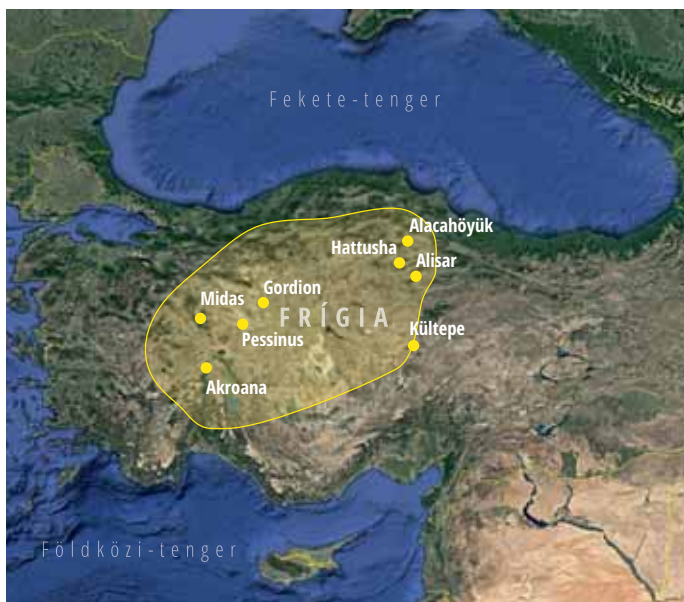 Fekete-tenger
Alacahöyük
Hattusha
Alisar
Gordion
Midas
FRÍGIA
Kültepe
Pessinus
Akroana
Földközi-tenger